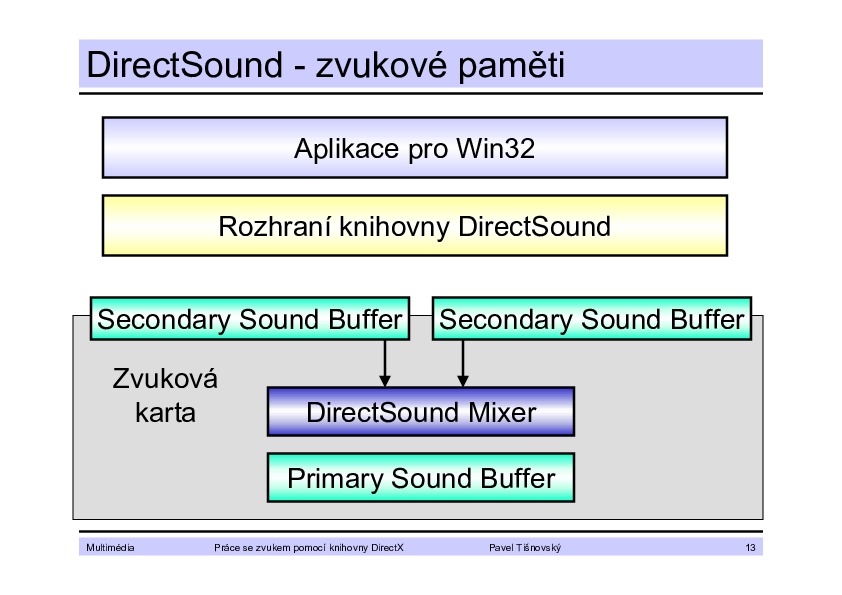 DirectSound - zvukové paměti
Aplikace pro Win32
Rozhraní knihovny DirectSound
Secondary Sound Buffer
Secondary Sound Buffer
Zvuková
karta
DirectSound Mixer
Primary Sound Buffer
Multimédia
Práce se zvukem pomocí knihovny DirectX
Pavel Tišnovský
13